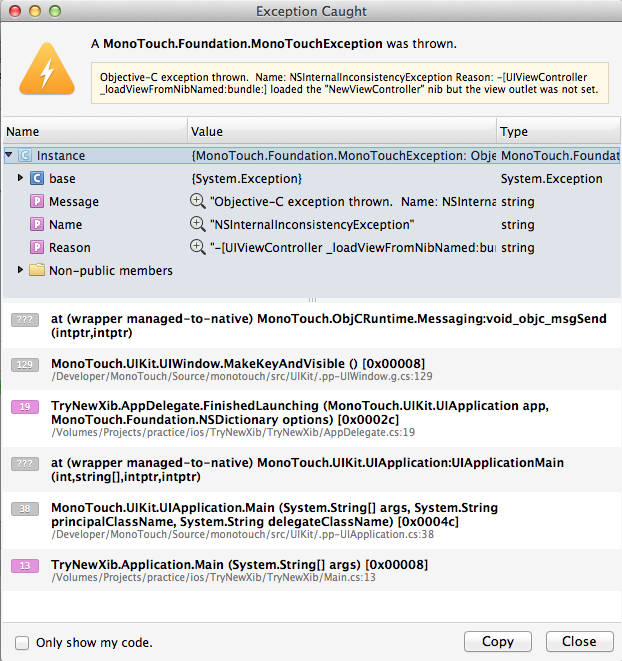 Exception Caught
A MonoTouch.Foundation.MonoTouchException was thrown.
Objective-C exception thrown.  Name: NSInternalInconsistencyException Reason: -[UIViewController
_loadViewFromNibNamed:bundle:] loaded the "NewViewController" nib but the view outlet was not set.
Name Value Type
C Instance {MonoTouch.Foundation.MonoTouchException: Obje MonoTouch.Foundat
C base {System.Exception} System.Exception
P Message "Objective-C exception thrown.  Name: NSInterna string
P Name "NSInternalInconsistencyException" string
P Reason "-[UIViewController _loadViewFromNibNamed:bun string
Non-public members
??? at (wrapper managed-to-native) MonoTouch.ObjCRuntime.Messaging:void_objc_msgSend
(intptr,intptr)
129 MonoTouch.UIKit.UIWindow.MakeKeyAndVisible () [0x00008]
/Developer/MonoTouch/Source/monotouch/src/UIKit/.pp-UIWindow.g.cs:129
19 TryNewXib.AppDelegate.FinishedLaunching (MonoTouch.UIKit.UIApplication app,
MonoTouch.Foundation.NSDictionary options) [0x0002c]
/Volumes/Projects/practice/ios/TryNewXib/TryNewXib/AppDelegate.cs:19
??? at (wrapper managed-to-native) MonoTouch.UIKit.UIApplication:UIApplicationMain
(int,string[],intptr,intptr)
38 MonoTouch.UIKit.UIApplication.Main (System.String[] args, System.String
principalClassName, System.String delegateClassName) [0x0004c]
/Developer/MonoTouch/Source/monotouch/src/UIKit/.pp-UIApplication.cs:38
13 TryNewXib.Application.Main (System.String[] args) [0x00008]
/Volumes/Projects/practice/ios/TryNewXib/TryNewXib/Main.cs:13
Only show my code.
Copy
Close